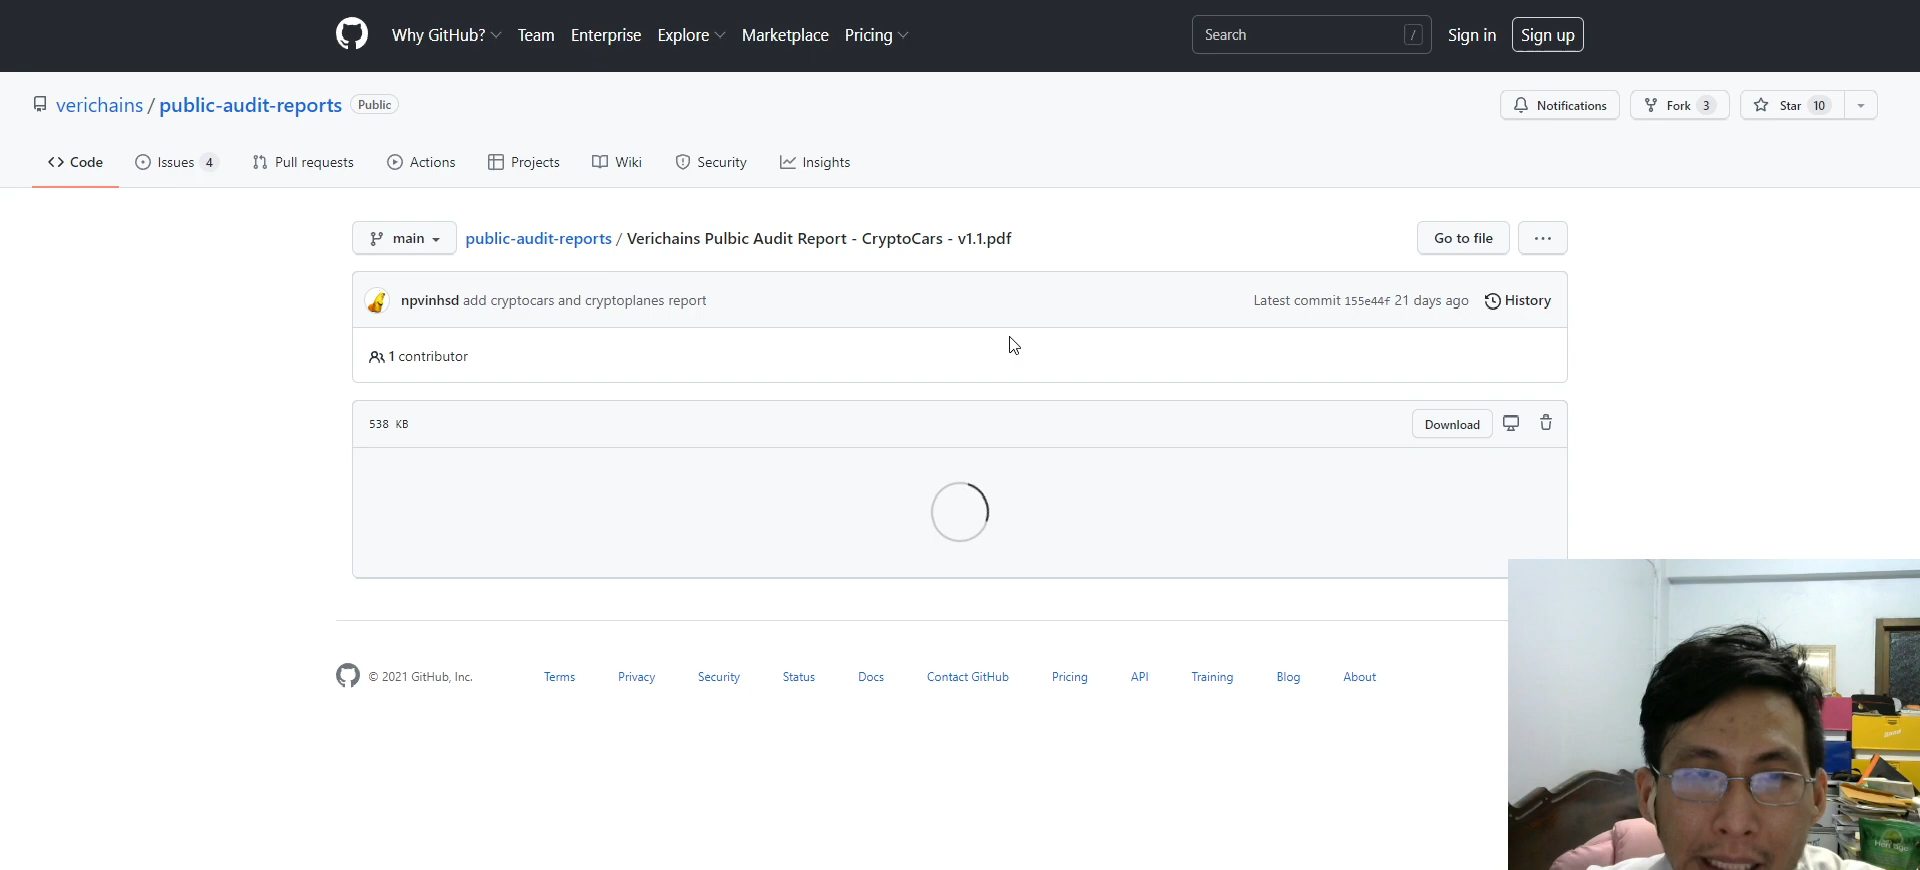 Why GitHub? Team Enterprise Explore Marketplace Pricing Search / Sign in Sign up
verichains / public-audit-reports Public Notifications Fork 3 Star 10
<> Code Issues 4 Pull requests Actions Projects Wiki Security Insights
main public-audit-reports / Verichains Pulbic Audit Report - CryptoCars - v1.1.pdf Go to file ...
npvinhsd add cryptocars and cryptoplanes report Latest commit 155e44f 21 days ago History
1 contributor
538 KB Download
© 2021 GitHub, Inc. Terms Privacy Security Status Docs Contact GitHub Pricing API Training Blog About